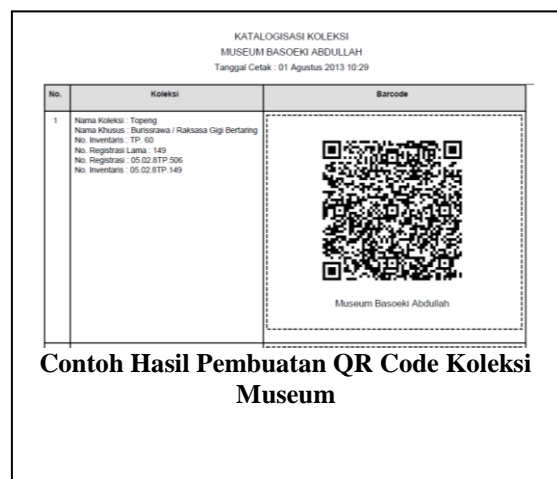 KATALOGISASI KOLEKSI
MUSEUM BASOEKI ABDULLAH
Tanggal Cetak : 01 Agustus 2013 10:29
No. Koleksi Barcode
1 Nama Koleksi : Topeng
Nama Khusus : Burissrawa / Raksasa Gigi Bertaring
No. Inventaris : TP. 60
No. Registrasi Lama : 149
No. Registrasi : 05.02.8TP.506
No. Inventaris : 05.02.8TP.149
Museum Basoeki Abdullah
Contoh Hasil Pembuatan QR Code Koleksi
Museum